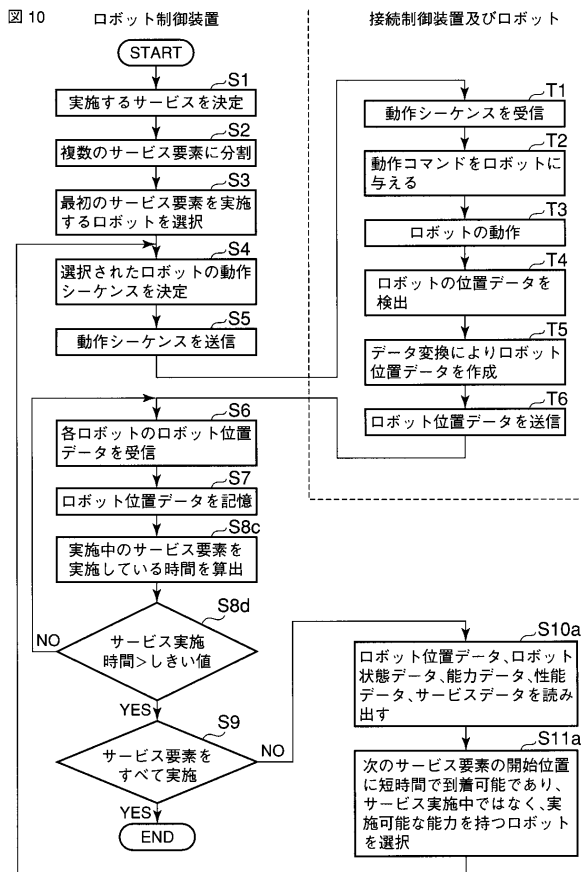 図 10
ロボット制御装置
START
S1
実施するサービスを決定
S2
複数のサービス要素に分割
S3
最初のサービス要素を実施
するロボットを選択
S4
選択されたロボットの動作
シーケンスを決定
S5
動作シーケンスを送信
接続制御装置及びロボット
T1
動作シーケンスを受信
T2
動作コマンドをロボットに
与える
T3
ロボットの動作
T4
ロボットの位置データを
検出
T5
データ変換によりロボット
位置データを作成
T6
ロボット位置データを送信
S6
各ロボットのロボット位置
データを受信
S7
ロボット位置データを記憶
S8c
実施中のサービス要素を
実施している時間を算出
S8d
サービス実施
時間>しきい値
NO
YES
S9
サービス要素を
すべて実施
NO
YES
END
S10a
ロボット位置データ、ロボット
状態データ、能力データ、性能
データ、サービスデータを読み
出す
S11a
次のサービス要素の開始位置
に短時間で到着可能であり、
サービス実施中ではなく、実
施可能な能力を持つロボット
を選択